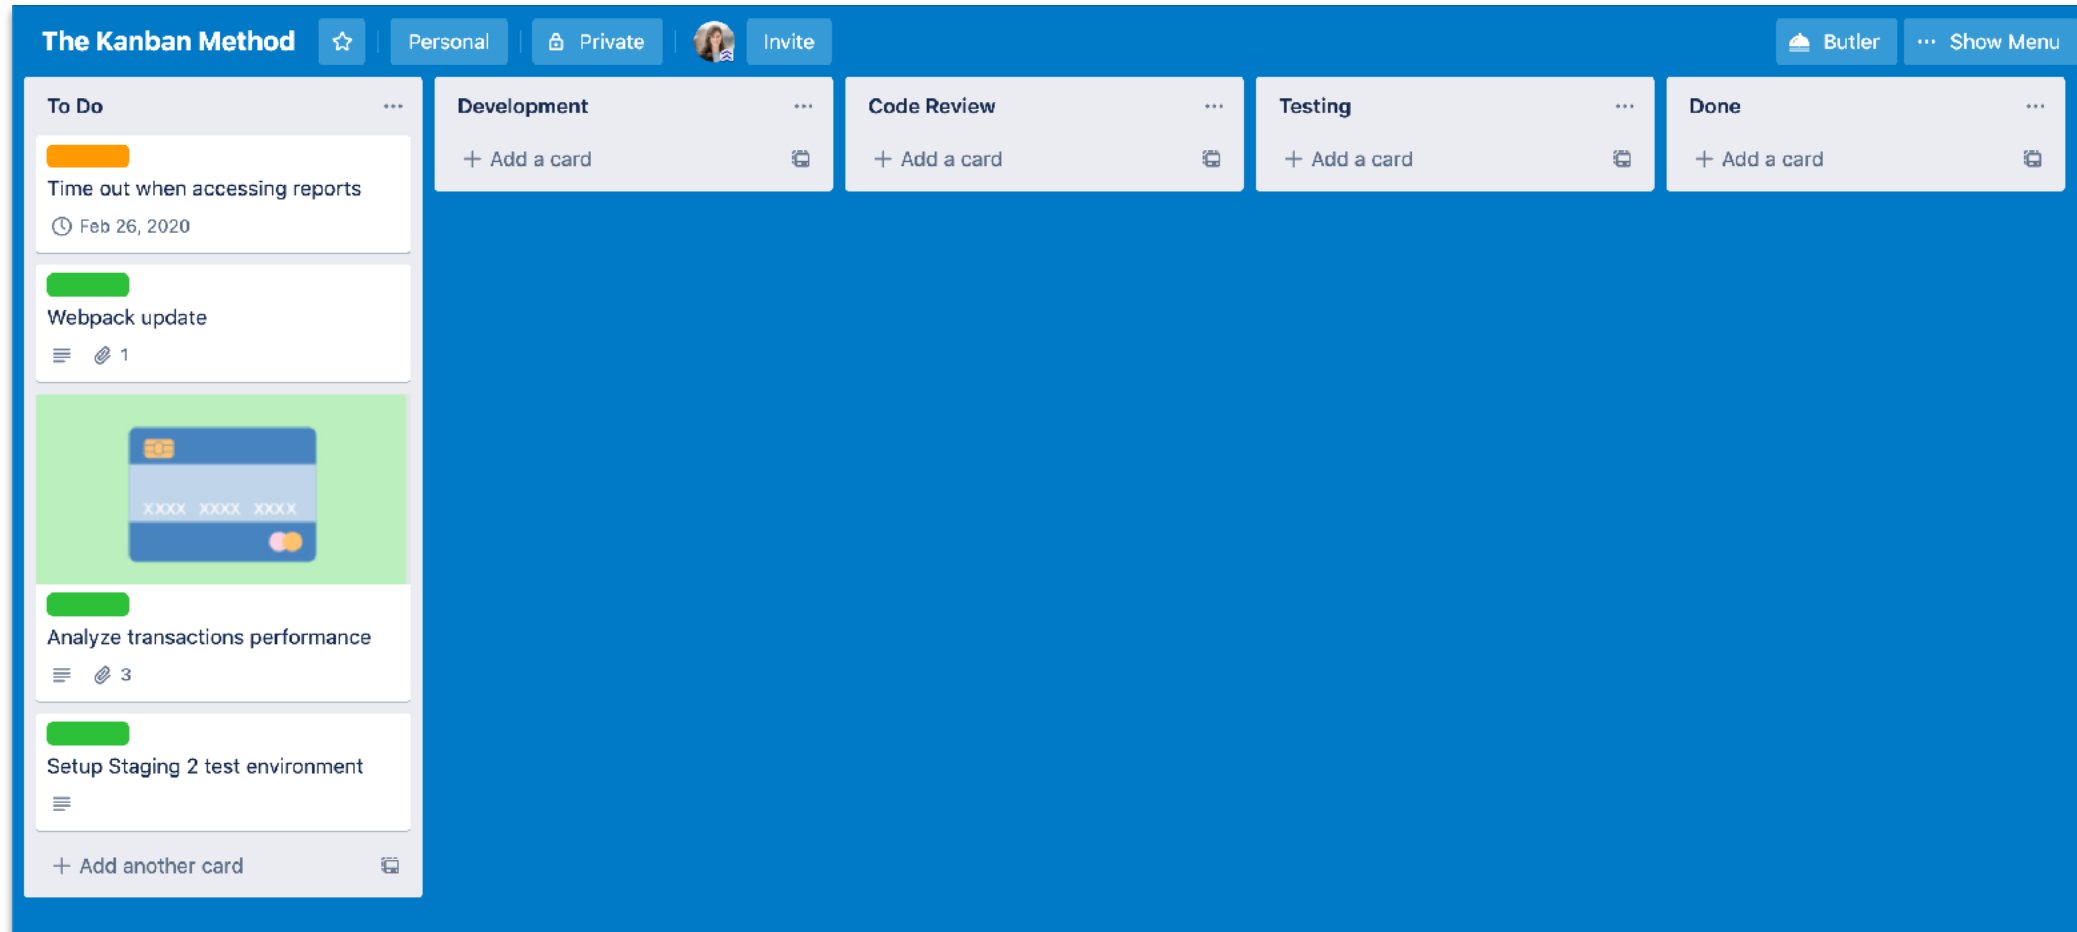 The Kanban Method
Personal
Private
Invite
Butler
Show Menu
To Do
Time out when accessing reports
Feb 26, 2020
Webpack update
1
XXXX XXXX XXXX
Analyze transactions performance
3
Setup Staging 2 test environment
+ Add another card
Development
+ Add a card
Code Review
+ Add a card
Testing
+ Add a card
Done
+ Add a card